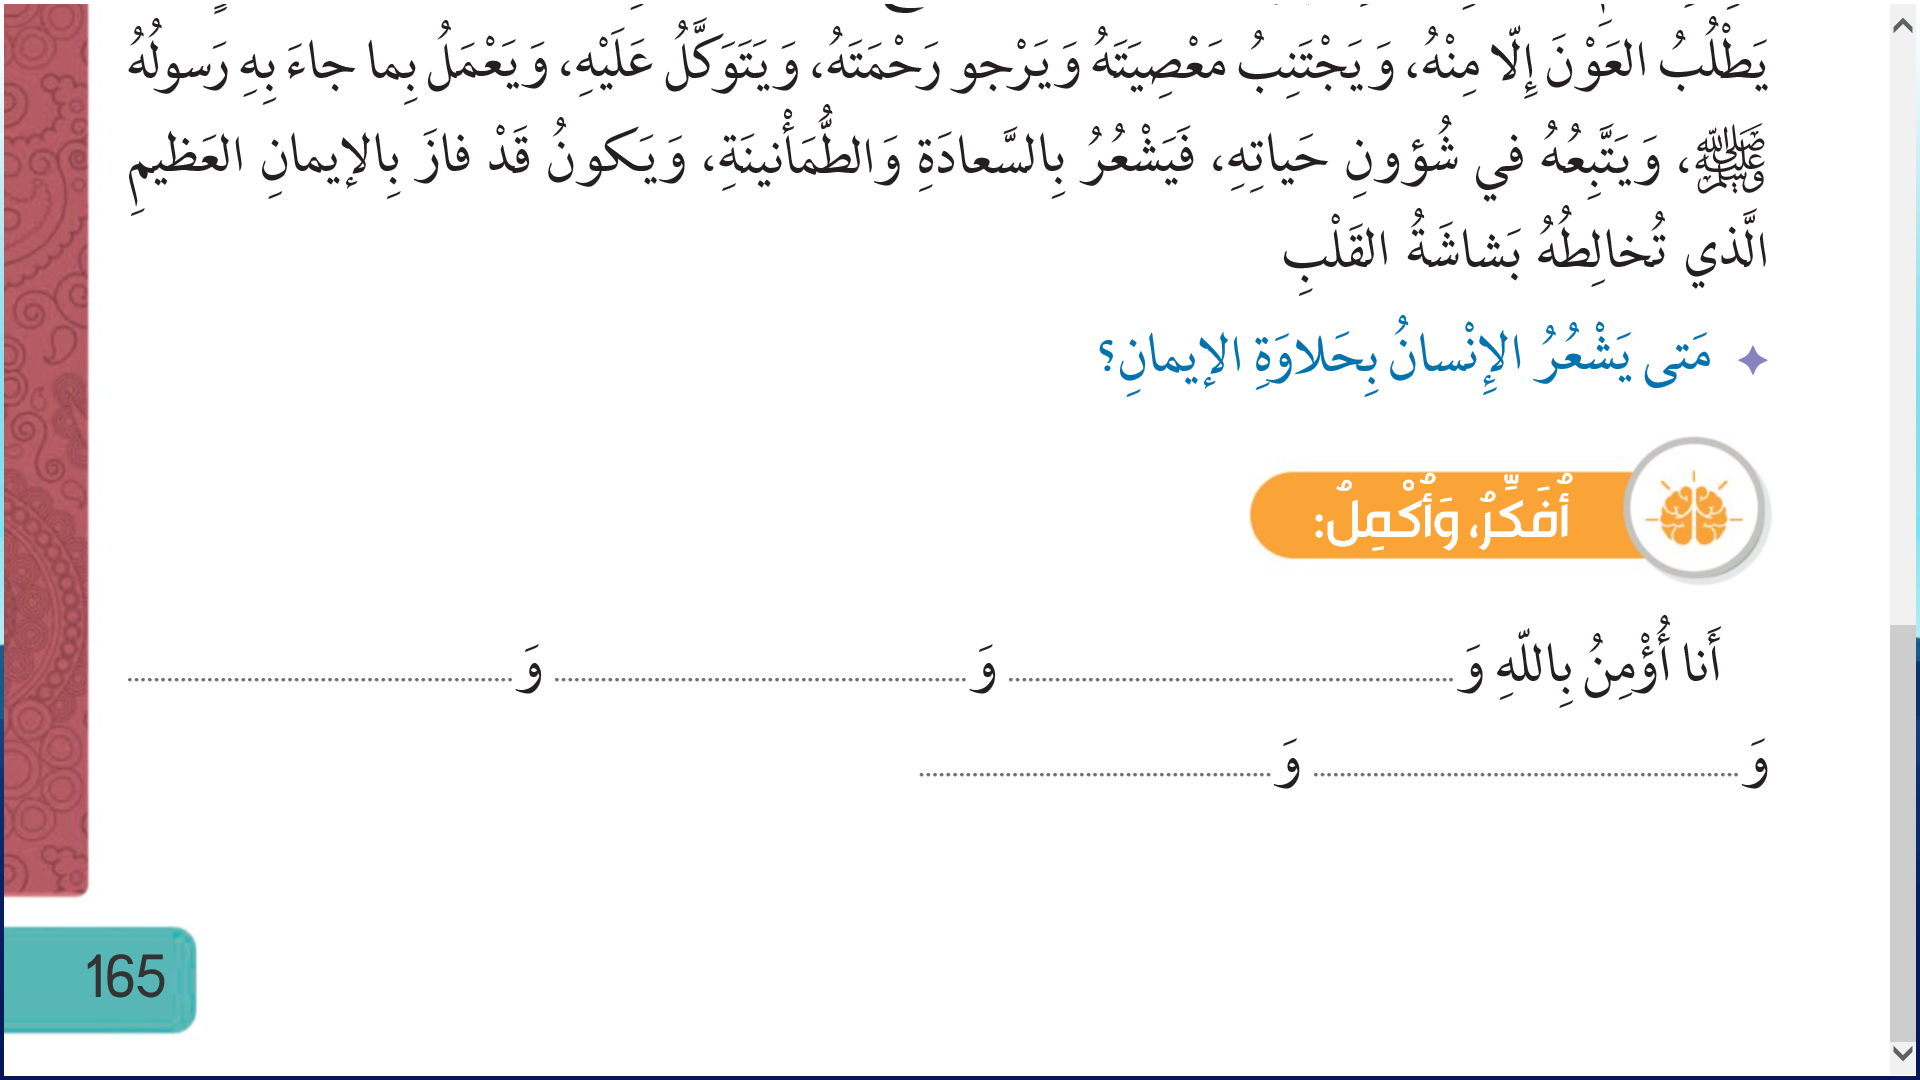 يَطْلُبُ العَوْنَ إِلّا مِنْهُ، وَيَجْتَنِبُ مَعْصِيَتَهُ وَيَرْجو رَحْمَتَهُ، وَيَتَوَكَّلُ عَلَيْهِ، وَيَعْمَلُ بِما جاءَ بِهِ رَسولُهُ
ﷺ، وَيَتَّبِعُهُ في شُؤونِ حَياتِهِ، فَيَشْعُرُ بِالسَّعادَةِ وَالطُّمَأْنينَةِ، وَيَكونُ قَدْ فازَ بِالإيمانِ العَظيمِ
الَّذي تُخالِطُهُ بَشاشَةُ القَلْبِ
مَتى يَشْعُرُ الإِنْسانُ بِحَلاوَةِ الإيمانِ؟
أُفَكِّرُ، وَأُكْمِلُ:
أَنا أُؤْمِنُ بِاللّهِ وَ ........ وَ ........ وَ ........
وَ ........ وَ ........
165